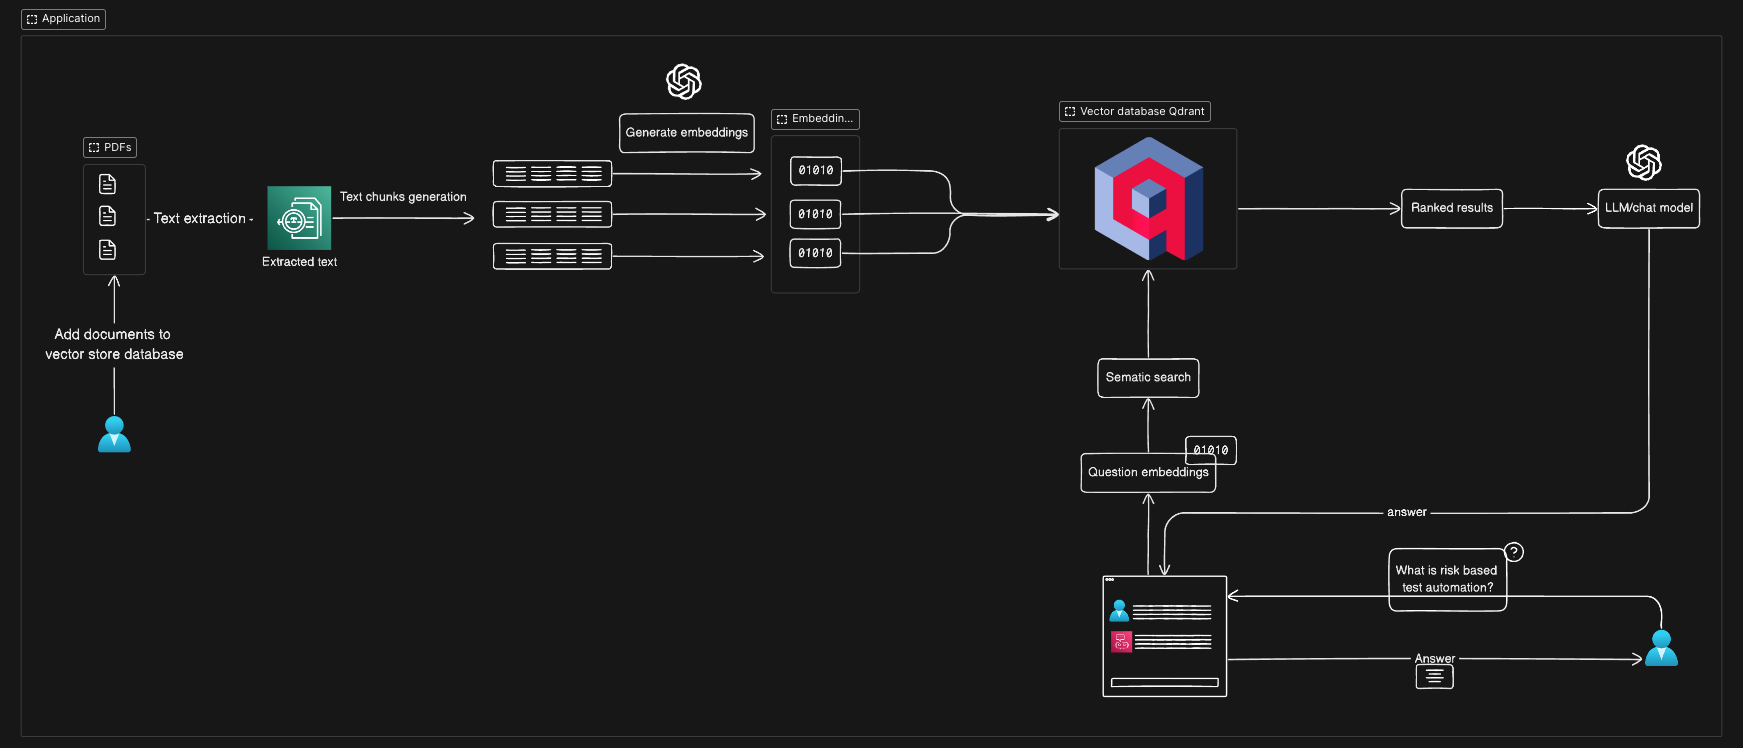 Application
PDFs
Text extraction
Add documents to
vector store database
Extracted text
Text chunks generation
Generate embeddings
Embeddin...
01010
01010
01010
Vector database Qdrant
Ranked results
LLM/chat model
Sematic search
01010
Question embeddings
answer
?
What is risk based
test automation?
Answer